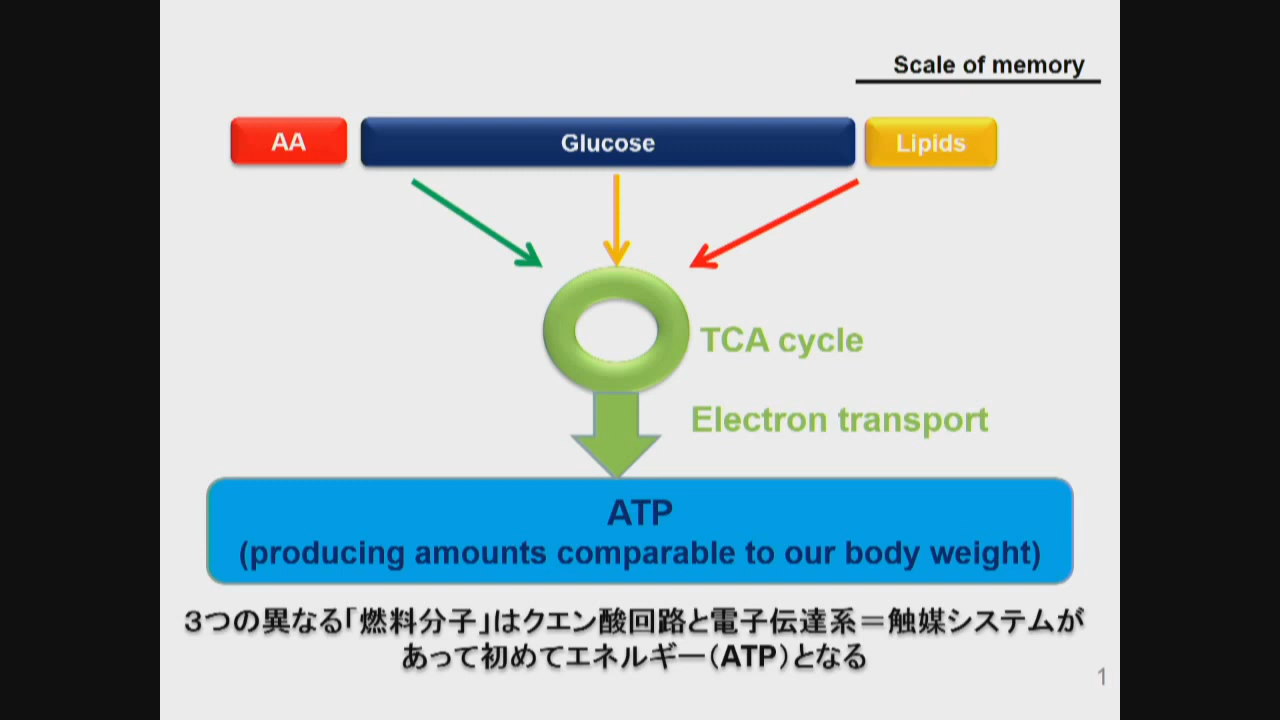 Scale of memory
AA
Glucose
Lipids
TCA cycle
Electron transport
ATP
(producing amounts comparable to our body weight)
３つの異なる「燃料分子」はクエン酸回路と電子伝達系＝触媒システムが
あって初めてエネルギー（ATP）となる
1